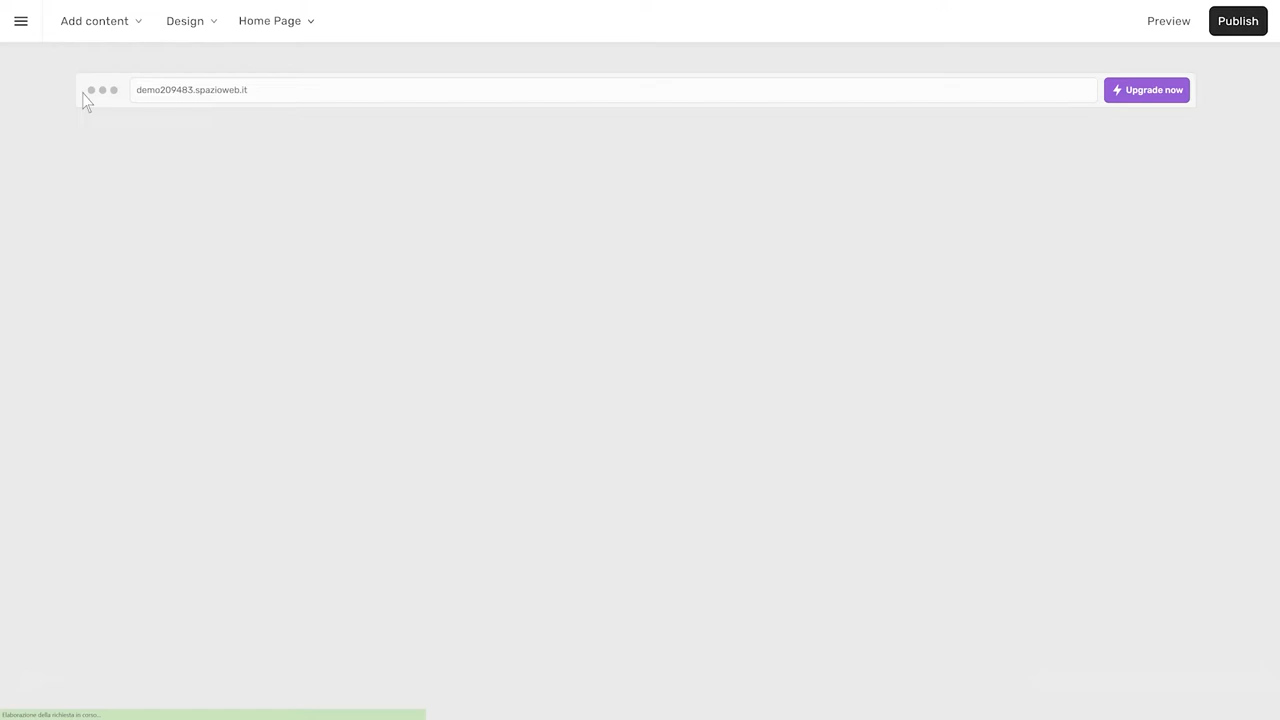 Add content
Design
Home Page
Preview
Publish
demo209483.spazioweb.it
Upgrade now
Elaborazione della richiesta in corso...